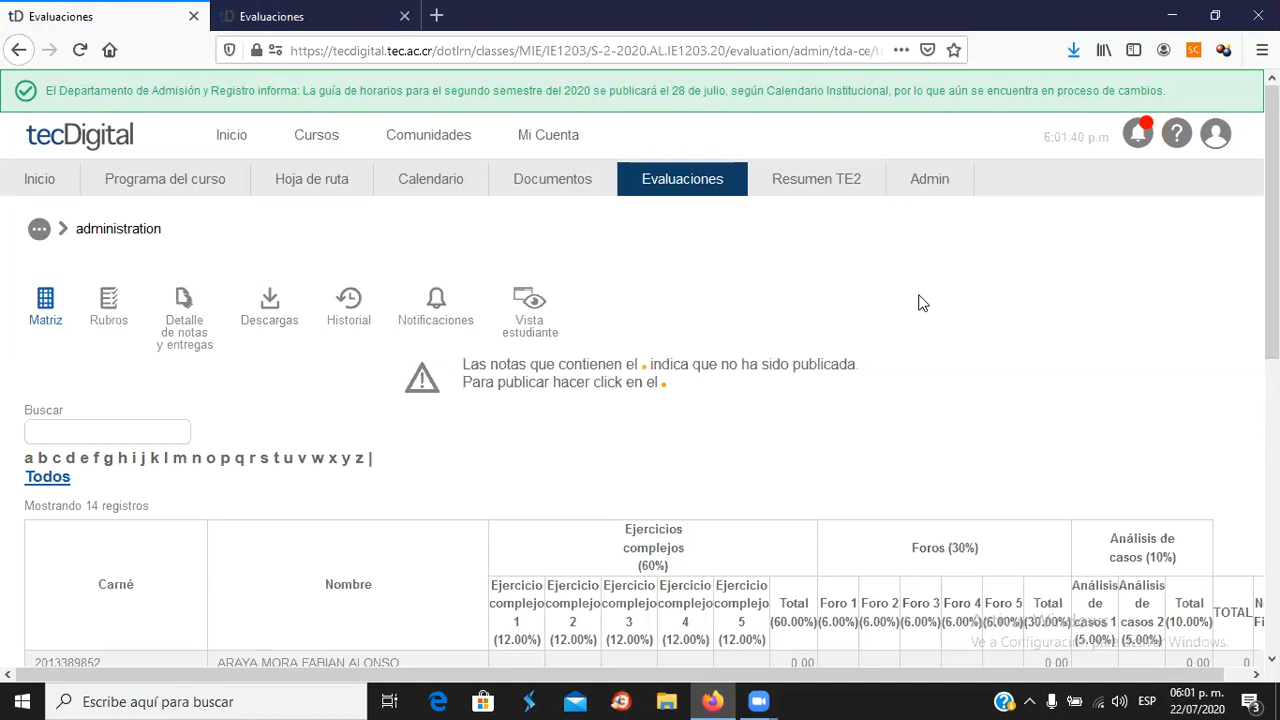 Evaluaciones
Evaluaciones
https://tecdigital.tec.ac.cr/dotlrn/classes/MIE/IE1203/S-2-2020.AL.IE1203.20/evaluation/admin/tda-ce/
El Departamento de Admisión y Registro informa: La guía de horarios para el segundo semestre del 2020 se publicará el 28 de julio, según Calendario Institucional, por lo que aún se encuentra en proceso de cambios.
tecDigital Inicio Cursos Comunidades Mi Cuenta 6:01:40 p.m
Inicio Programa del curso Hoja de ruta Calendario Documentos Evaluaciones Resumen TE2 Admin
administration
Matriz Rubros Detalle de notas y entregas Descargas Historial Notificaciones Vista estudiante
Las notas que contienen el indica que no ha sido publicada.
Para publicar hacer click en el
Buscar
a b c d e f g h i j k l m n o p q r s t u v w x y z |
Todos
Mostrando 14 registros
Carné
Nombre
Ejercicios complejos (60%)
Foros (30%)
Análisis de casos (10%)
Ejercicio complejo 1 (12.00%)
Ejercicio complejo 2 (12.00%)
Ejercicio complejo 3 (12.00%)
Ejercicio complejo 4 (12.00%)
Ejercicio complejo 5 (12.00%)
Total (60.00%)
Foro 1 (6.00%)
Foro 2 (6.00%)
Foro 3 (6.00%)
Foro 4 (6.00%)
Foro 5 (6.00%)
Total (30.00%)
Análisis de casos 1 (5.00%)
Análisis de casos 2 (5.00%)
Total (10.00%)
TOTAL
2013389852 ARAYA MORA FABIAN ALONSO 0.00 0.00 0.00 0
Ve a Configuración para activar Windows.
Escribe aquí para buscar
ESP
06:01 p. m.
22/07/2020
3